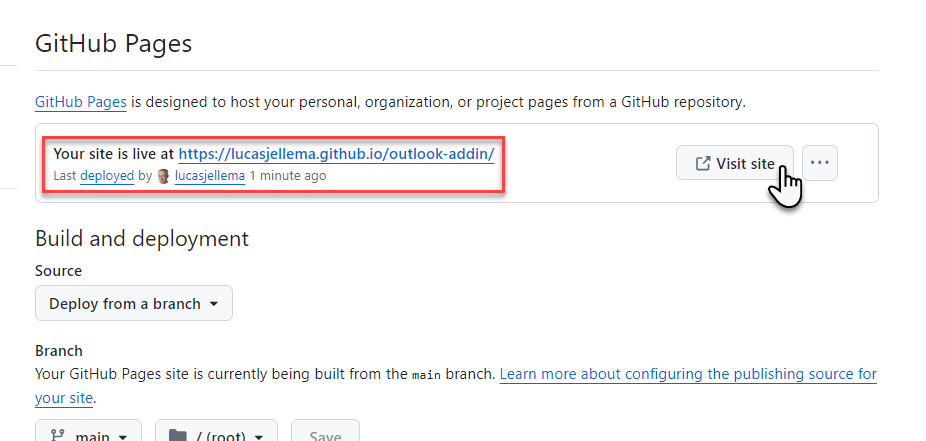 GitHub Pages
GitHub Pages is designed to host your personal, organization, or project pages from a GitHub repository.
Your site is live at https://lucasjellema.github.io/outlook-addin/
Last deployed by lucasjellema 1 minute ago
Visit site
Build and deployment
Source
Deploy from a branch
Branch
Your GitHub Pages site is currently being built from the main branch. Learn more about configuring the publishing source for
your site.
main
/ (root)
Save